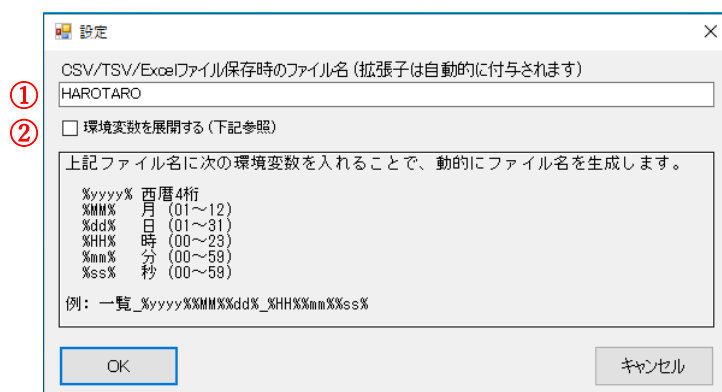 設定
CSV/TSV/Excelファイル保存時のファイル名(拡張子は自動的に付与されます)
① HAROTARO
② 環境変数を展開する(下記参照)
上記ファイル名に次の環境変数を入れることで、動的にファイル名を生成します。
%yyyy% 西暦4桁
%MM% 月 (01~12)
%dd% 日 (01~31)
%HH% 時 (00~23)
%mm% 分 (00~59)
%ss% 秒 (00~59)
例: 一覧_%yyyy%%MM%%dd%_%HH%%mm%%ss%
OK キャンセル